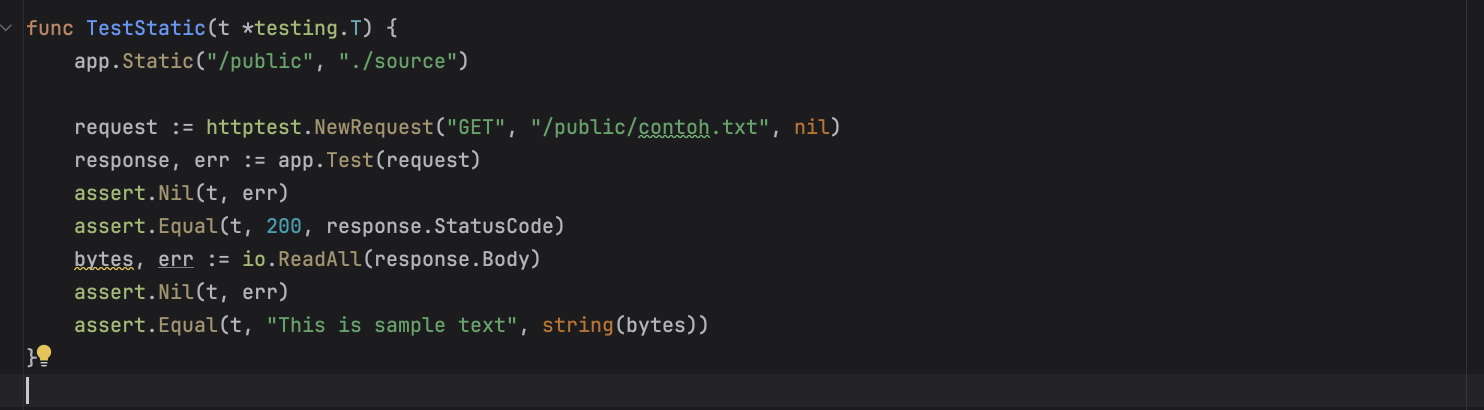 func TestStatic(t *testing.T) {
    app.Static("/public", "./source")

    request := httptest.NewRequest("GET", "/public/contoh.txt", nil)
    response, err := app.Test(request)
    assert.Nil(t, err)
    assert.Equal(t, 200, response.StatusCode)
    bytes, err := io.ReadAll(response.Body)
    assert.Nil(t, err)
    assert.Equal(t, "This is sample text", string(bytes))
}